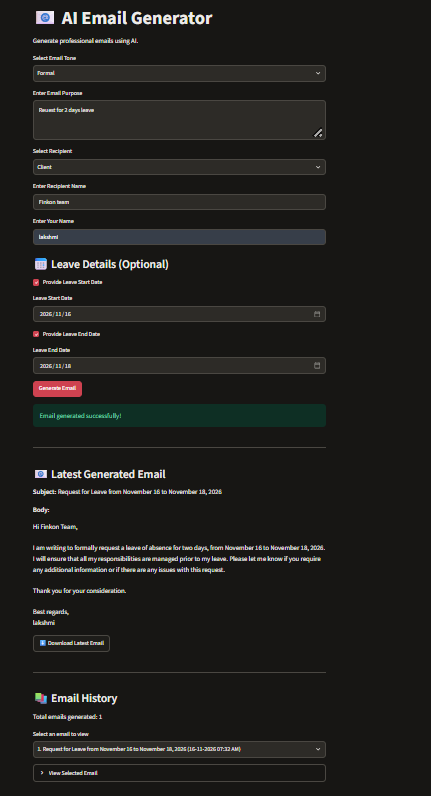 AI Email Generator
Generate professional emails using AI.
Select Email Tone
Formal
Enter Email Purpose
Reuest for 2 days leave
Select Recipient
Client
Enter Recipient Name
Finkon team
Enter Your Name
lakshmi
Leave Details (Optional)
Provide Leave Start Date
Leave Start Date
2026/11/16
Provide Leave End Date
Leave End Date
2026/11/18
Generate Email
Email generated successfully!
Latest Generated Email
Subject: Request for Leave from November 16 to November 18, 2026
Body:
Hi Finkon Team,
I am writing to formally request a leave of absence for two days, from November 16 to November 18, 2026.
I will ensure that all my responsibilities are managed prior to my leave. Please let me know if you require
any additional information or if there are any issues with this request.
Thank you for your consideration.
Best regards,
lakshmi
Download Latest Email
Email History
Total emails generated: 1
Select an email to view
1. Request for Leave from November 16 to November 18, 2026 (16-11-2026 07:32 AM)
View Selected Email